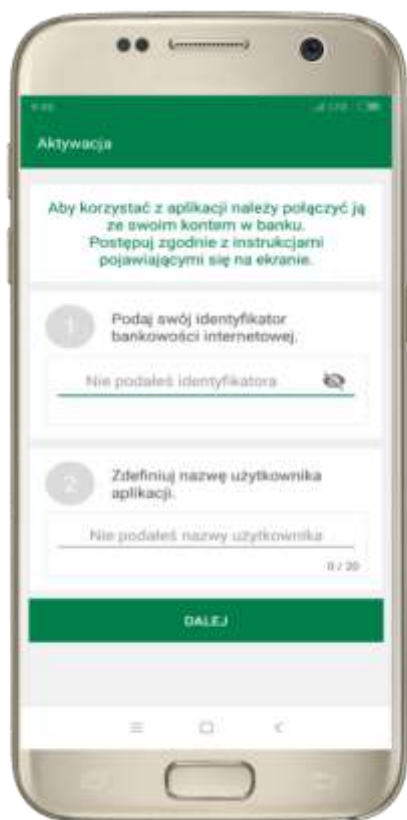 Aktywacja
Aby korzystać z aplikacji należy połączyć ją
ze swoim kontem w banku.
Postępuj zgodnie z instrukcjami
pojawiającymi się na ekranie.
1
Podaj swój identyfikator
bankowości internetowej.
Nie podałeś identyfikatora
2
Zdefiniuj nazwę użytkownika
aplikacji.
Nie podałeś nazwy użytkownika
0 / 20
DALEJ